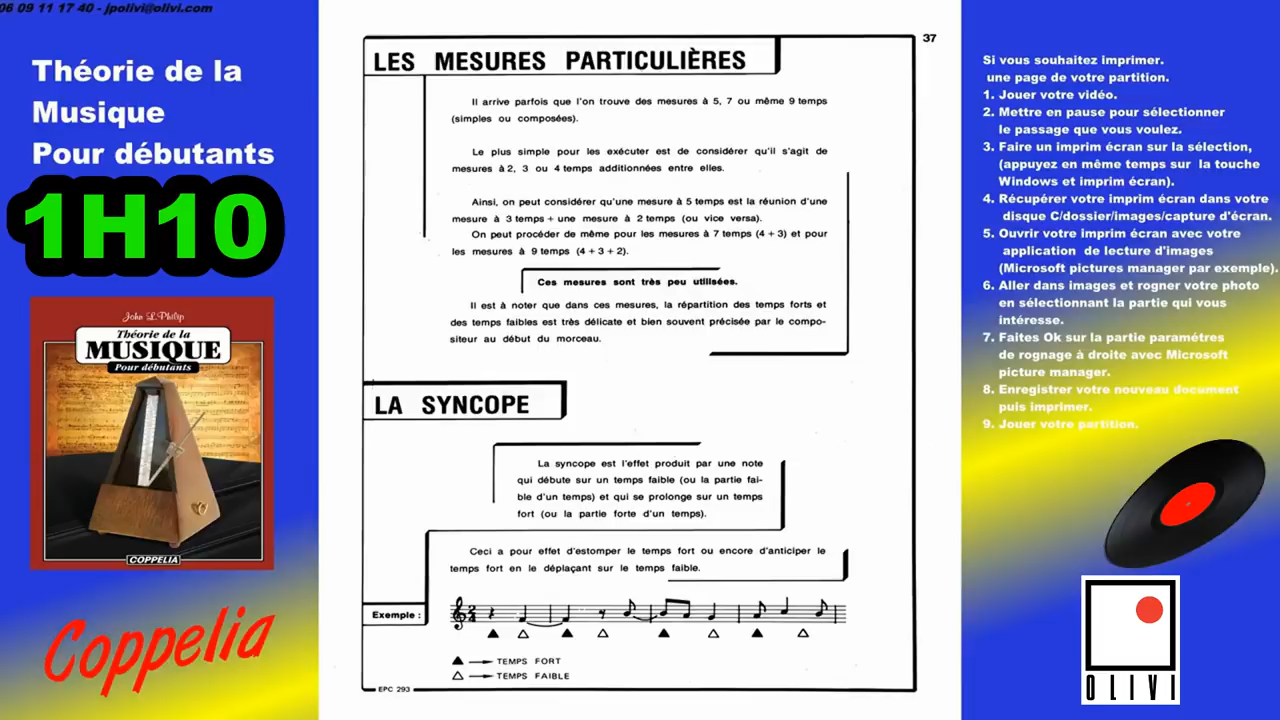 06 09 11 17 40 - jpolivi@olivi.com
Théorie de la
Musique
Pour débutants
1H10
John L. Philip
Théorie de la
MUSIQUE
Pour débutants
COPPELIA
Coppelia
37
LES MESURES PARTICULIÈRES
Il arrive parfois que l'on trouve des mesures à 5, 7 ou même 9 temps
(simples ou composées).
Le plus simple pour les exécuter est de considérer qu'il s'agit de
mesures à 2, 3 ou 4 temps additionnées entre elles.
Ainsi, on peut considérer qu'une mesure à 5 temps est la réunion d'une
mesure à 3 temps + une mesure à 2 temps (ou vice versa).
On peut procéder de même pour les mesures à 7 temps (4 + 3) et pour
les mesures à 9 temps (4 + 3 + 2).
Ces mesures sont très peu utilisées.
Il est à noter que dans ces mesures, la répartition des temps forts et
des temps faibles est très délicate et bien souvent précisée par le compo-
siteur au début du morceau.
LA SYNCOPE
La syncope est l'effet produit par une note
qui débute sur un temps faible (ou la partie fai-
ble d'un temps) et qui se prolonge sur un temps
fort (ou la partie forte d'un temps).
Ceci a pour effet d'estomper le temps fort ou encore d'anticiper le
temps fort en le déplaçant sur le temps faible.
Exemple :
2
4
TEMPS FORT
TEMPS FAIBLE
EPC 293
Si vous souhaitez imprimer.
une page de votre partition.
1. Jouer votre vidéo.
2. Mettre en pause pour sélectionner
le passage que vous voulez.
3. Faire un imprim écran sur la sélection,
(appuyez en même temps sur la touche
Windows et imprim écran).
4. Récupérer votre imprim écran dans votre
disque C/dossier/images/capture d'écran.
5. Ouvrir votre imprim écran avec votre
application de lecture d'images
(Microsoft pictures manager par exemple).
6. Aller dans images et rogner votre photo
en sélectionnant la partie qui vous
intéresse.
7. Faites Ok sur la partie paramétres
de rognage à droite avec Microsoft
picture manager.
8. Enregistrer votre nouveau document
puis imprimer.
9. Jouer votre partition.
OLIVI